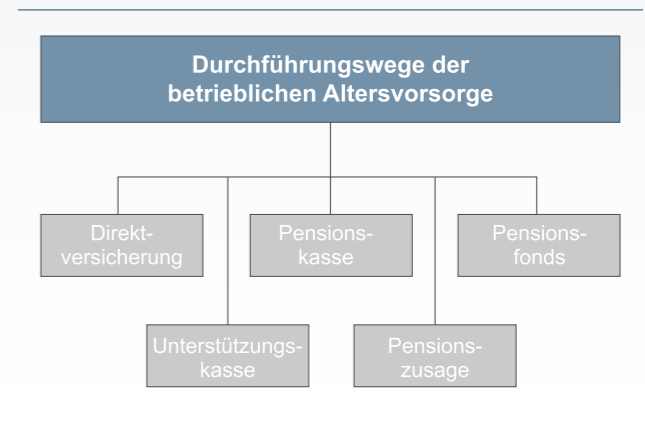 Durchführungswege der
betrieblichen Altersvorsorge
Direkt-
versicherung
Pensions-
kasse
Pensions-
fonds
Unterstützungs-
kasse
Pensions-
zusage